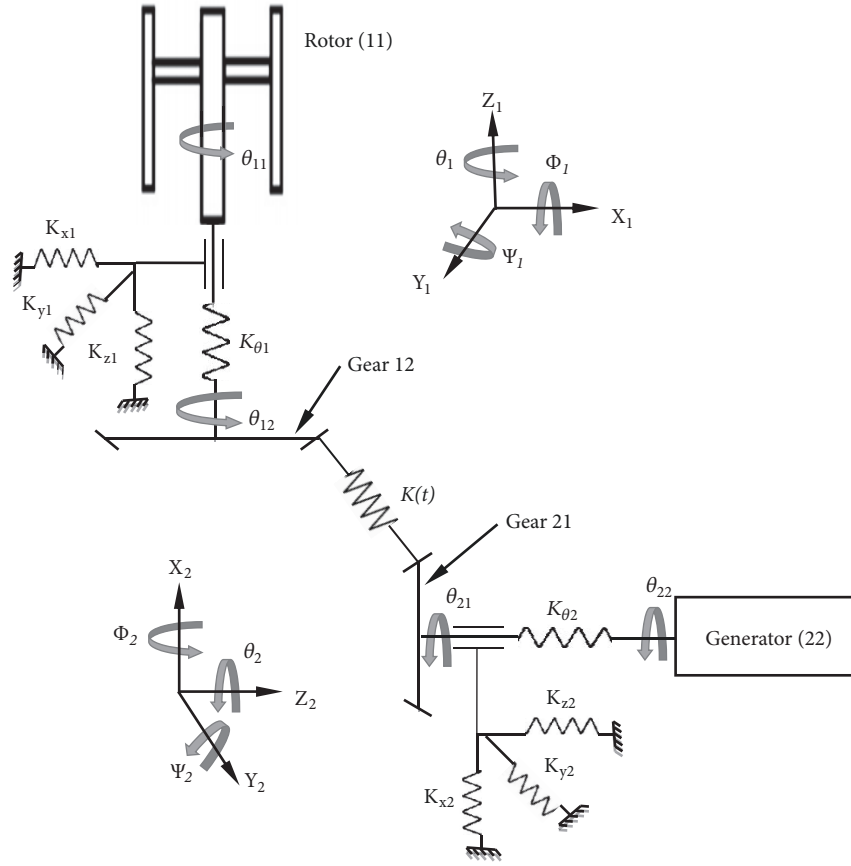 Rotor (11)
θ₁₁
Z₁
θ₁
Φ₁
X₁
Ψ₁
Y₁
Kx1
Ky1
Kz1
Kθ1
Gear 12
θ₁₂
K(t)
Gear 21
X₂
Φ₂
θ₂
Z₂
Ψ₂
Y₂
θ₂₁
Kθ2
θ₂₂
Generator (22)
Kz2
Ky2
Kx2